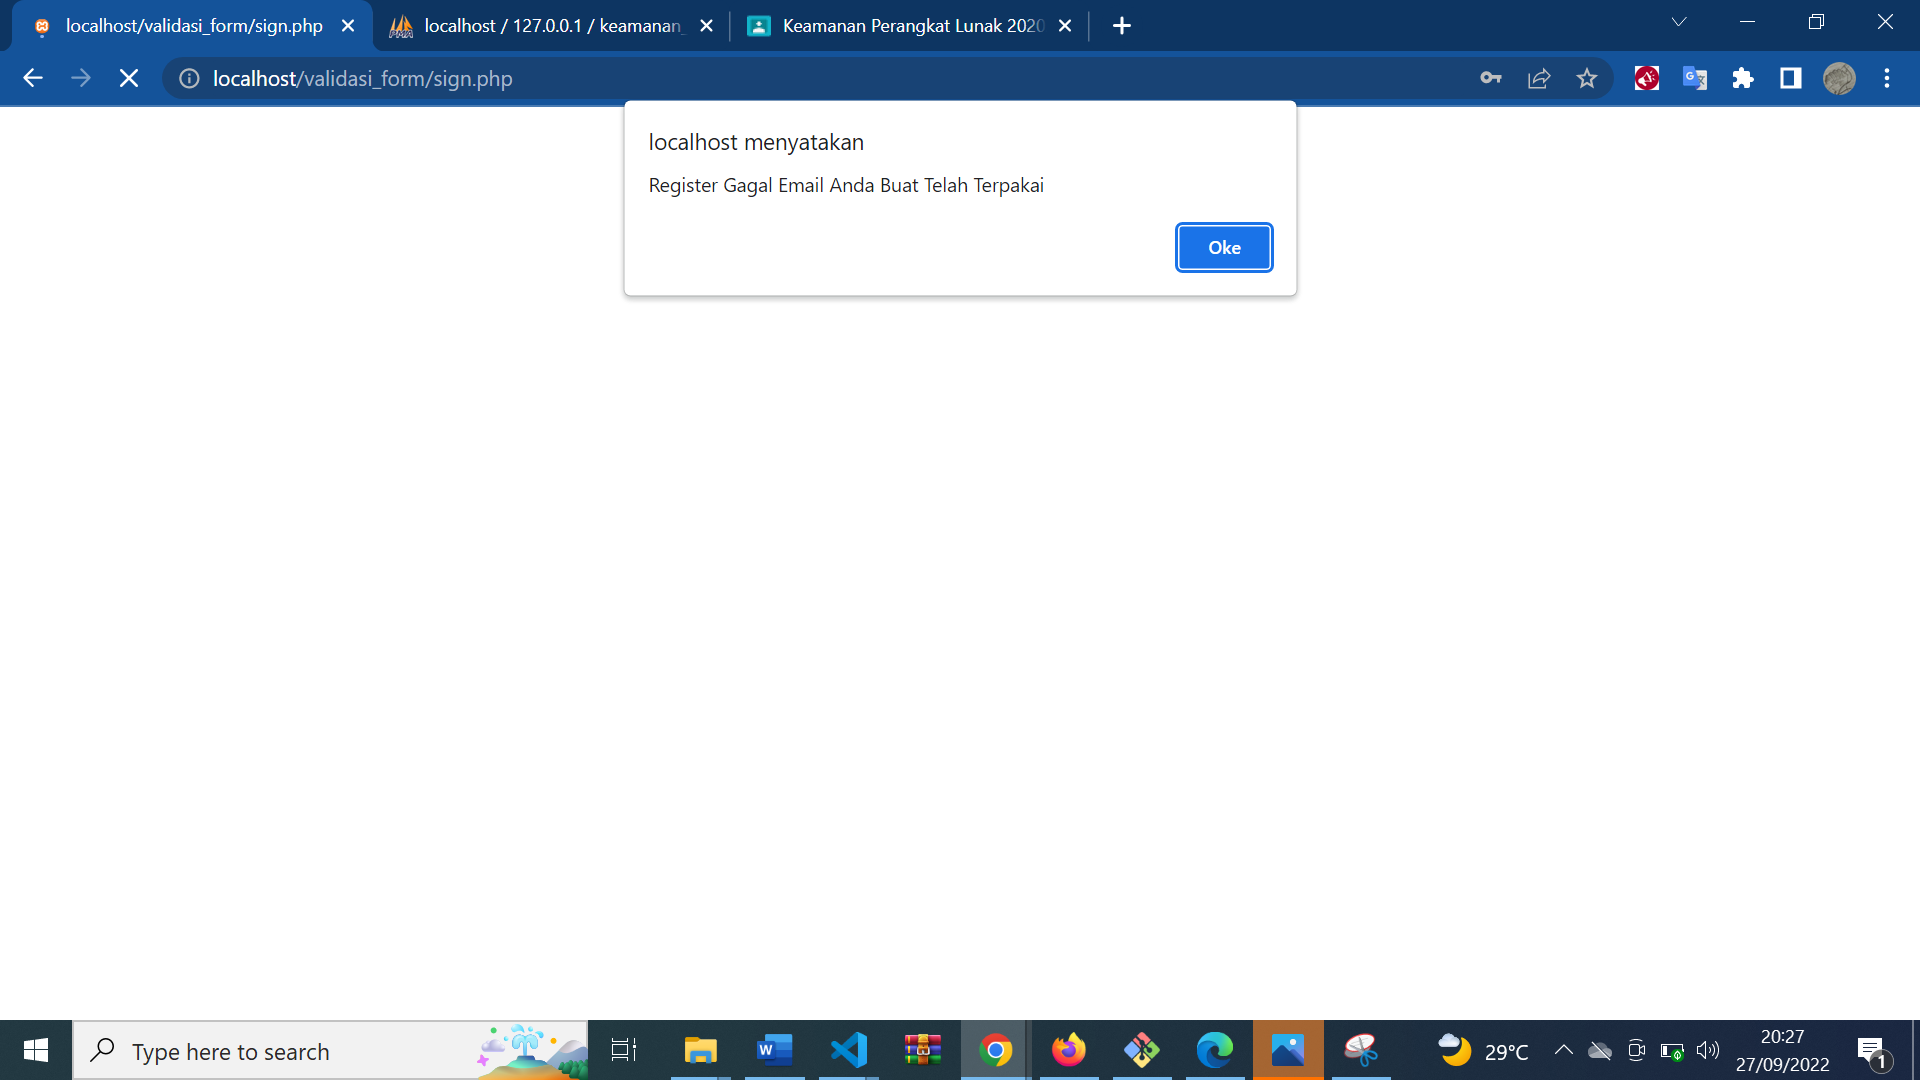 localhost/validasi_form/sign.php
localhost / 127.0.0.1 / keamanan_
Keamanan Perangkat Lunak 2020
localhost/validasi_form/sign.php
localhost menyatakan
Register Gagal Email Anda Buat Telah Terpakai
Oke
Type here to search
29°C
20:27
27/09/2022
1